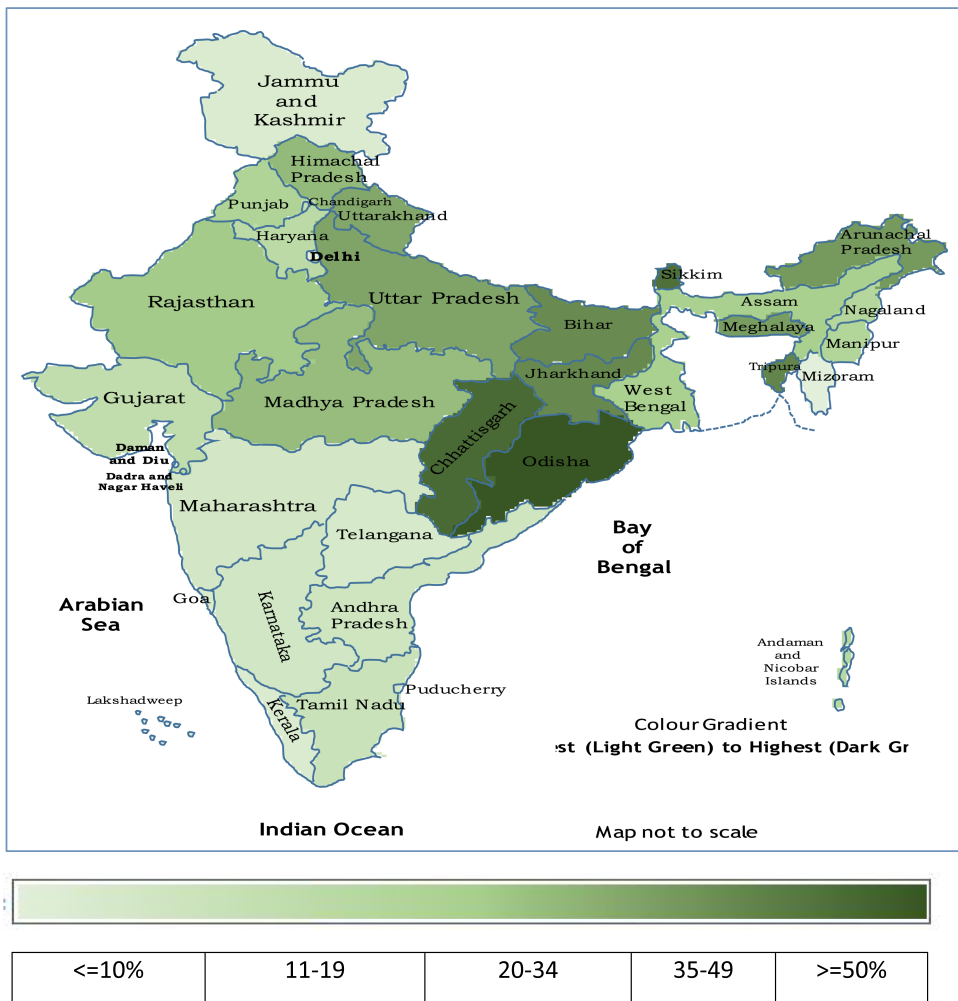 Jammu
and
Kashmir
Himachal
Pradesh
Punjab
Chandigarh
Uttarakhand
Haryana
Delhi
Arunachal
Pradesh
Sikkim
Rajasthan
Uttar Pradesh
Assam
Nagaland
Bihar
Meghalaya
Manipur
Jharkhand
Tripura
Mizoram
Gujarat
Madhya Pradesh
West
Bengal
Chhattisgarh
Daman
and Diu
Dadra and
Nagar Haveli
Odisha
Maharashtra
Telangana
Bay
of
Bengal
Arabian
Sea
Goa
Karnataka
Andhra
Pradesh
Andaman
and
Nicobar
Islands
Lakshadweep
Kerala
Tamil Nadu
Puducherry
Colour Gradient
st (Light Green) to Highest (Dark Gr
Indian Ocean
Map not to scale
<=10% 11-19 20-34 35-49 >=50%